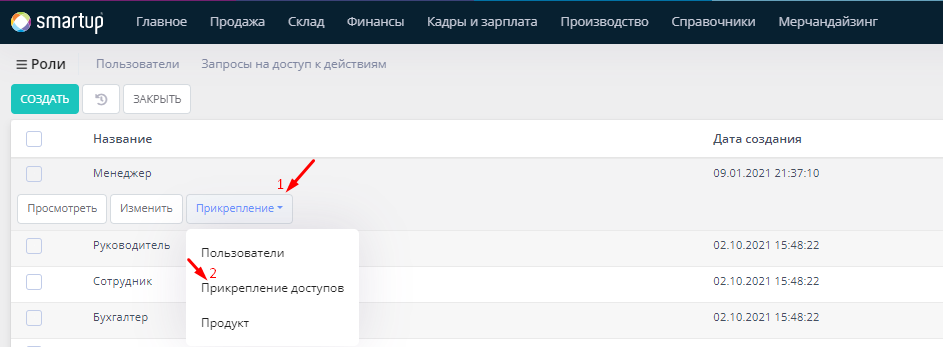 smartup Главное Продажа Склад Финансы Кадры и зарплата Производство Справочники Мерчандайзинг
Роли Пользователи Запросы на доступ к действиям
СОЗДАТЬ ЗАКРЫТЬ
Название Дата создания
1
Менеджер 09.01.2021 21:37:10
Просмотреть Изменить Прикрепление
Руководитель 02.10.2021 15:48:22
Пользователи
2
Сотрудник 02.10.2021 15:48:22
Прикрепление доступов
Бухгалтер 02.10.2021 15:48:22
Продукт